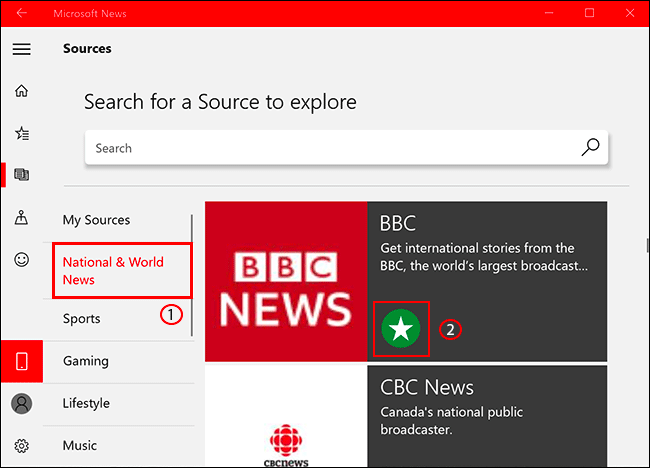 Microsoft News
Sources
Search for a Source to explore
Search
My Sources
National & World
News
1
Sports
Gaming
Lifestyle
Music
BBC
NEWS
BBC
Get international stories from the
BBC, the world's largest broadcast...
2
CBC News
Canada's national public
broadcaster.
CBCNEWS